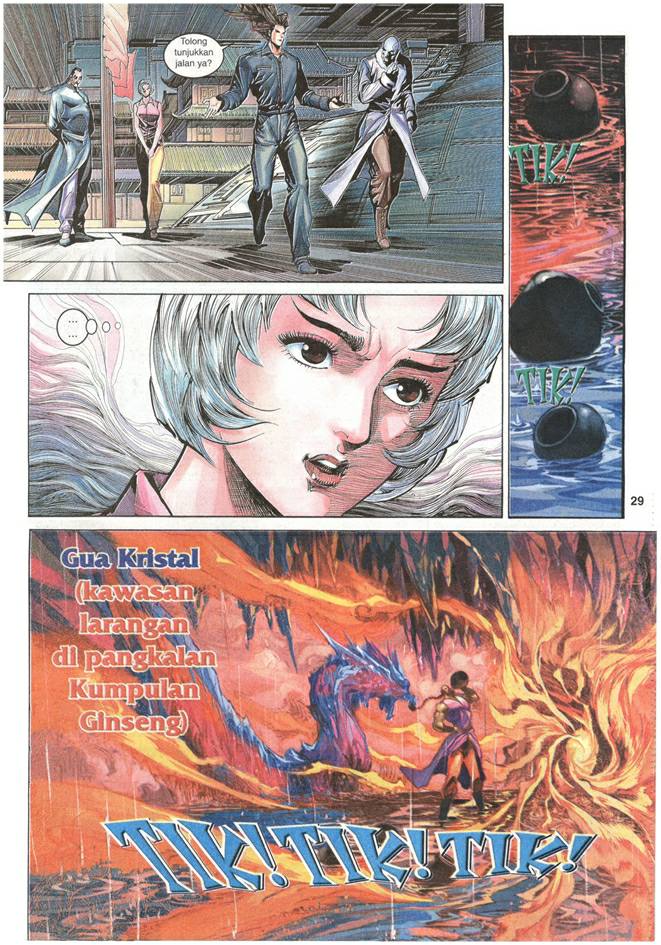 Tolong
tunjukkan
jalan ya?
TIK!
...
...
TIK!
29
Gua Kristal
(kawasan
larangan
di pangkalan
Kumpulan
Ginseng)
TIK! TIK! TIK!